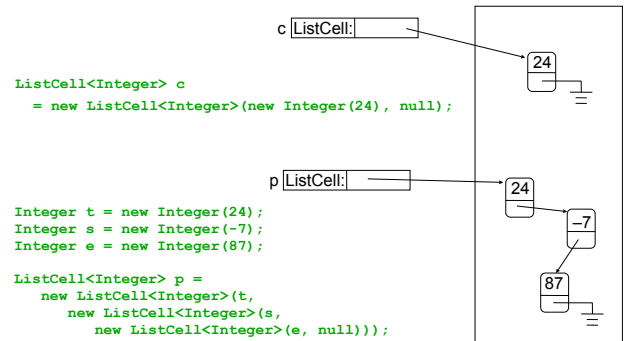 c ListCell:
24
ListCell<Integer> c
= new ListCell<Integer>(new Integer(24), null);
p ListCell:
24
–7
87
Integer t = new Integer(24);
Integer s = new Integer(-7);
Integer e = new Integer(87);
ListCell<Integer> p =
new ListCell<Integer>(t,
new ListCell<Integer>(s,
new ListCell<Integer>(e, null)));